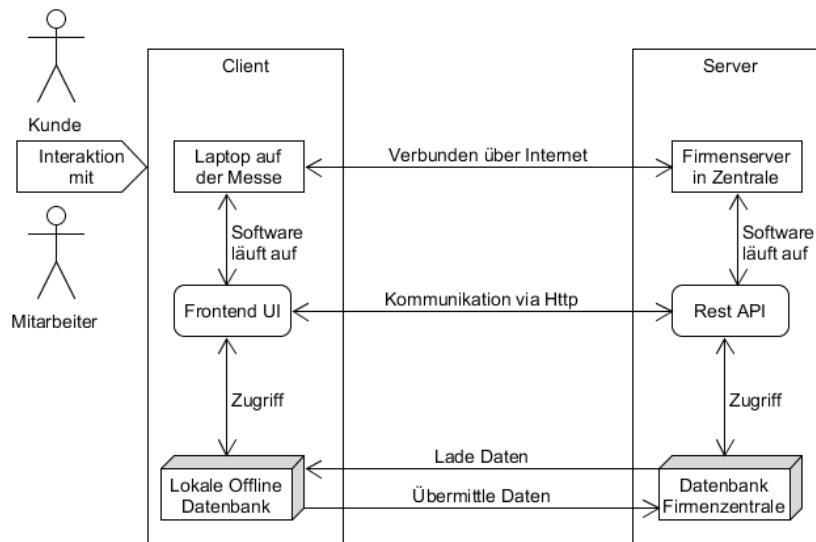 Client
Server
Kunde
Interaktion
mit
Laptop auf
der Messe
Verbunden über Internet
Firmenserver
in Zentrale
Mitarbeiter
Software
läuft auf
Software
läuft auf
Frontend UI
Kommunikation via Http
Rest API
Zugriff
Zugriff
Lade Daten
Lokale Offline
Datenbank
Übermittle Daten
Datenbank
Firmenzentrale